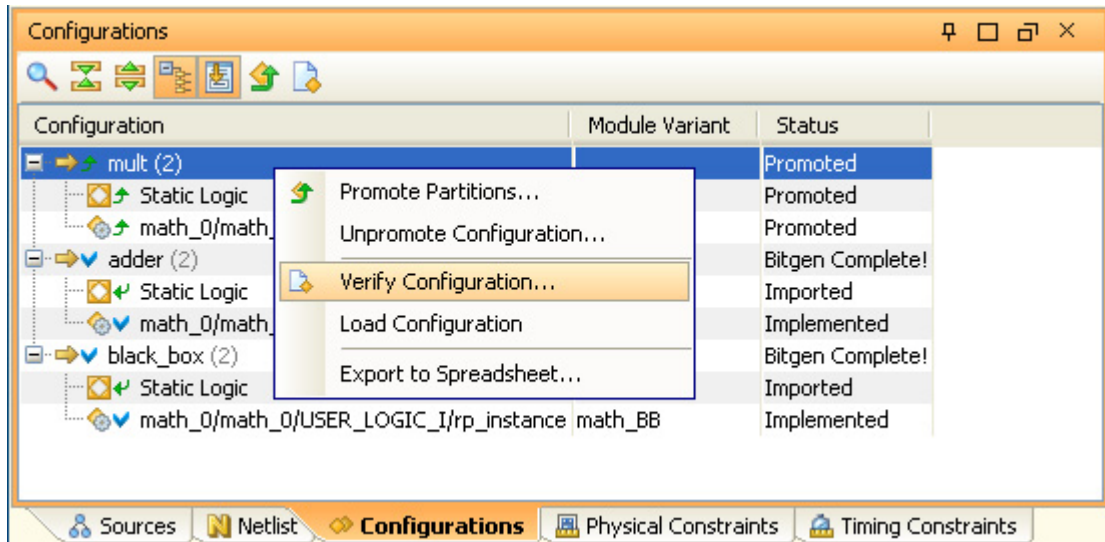 Configurations
Configuration Module Variant Status
mult (2) Promoted
Static Logic Promoted
math_0/math_ Promoted
adder (2) Bitgen Complete!
Static Logic Imported
math_0/math_ Implemented
black_box (2) Bitgen Complete!
Static Logic Imported
math_0/math_0/USER_LOGIC_I/rp_instance math_BB Implemented
Promote Partitions...
Unpromote Configuration...
Verify Configuration...
Load Configuration
Export to Spreadsheet...
Sources Netlist Configurations Physical Constraints Timing Constraints